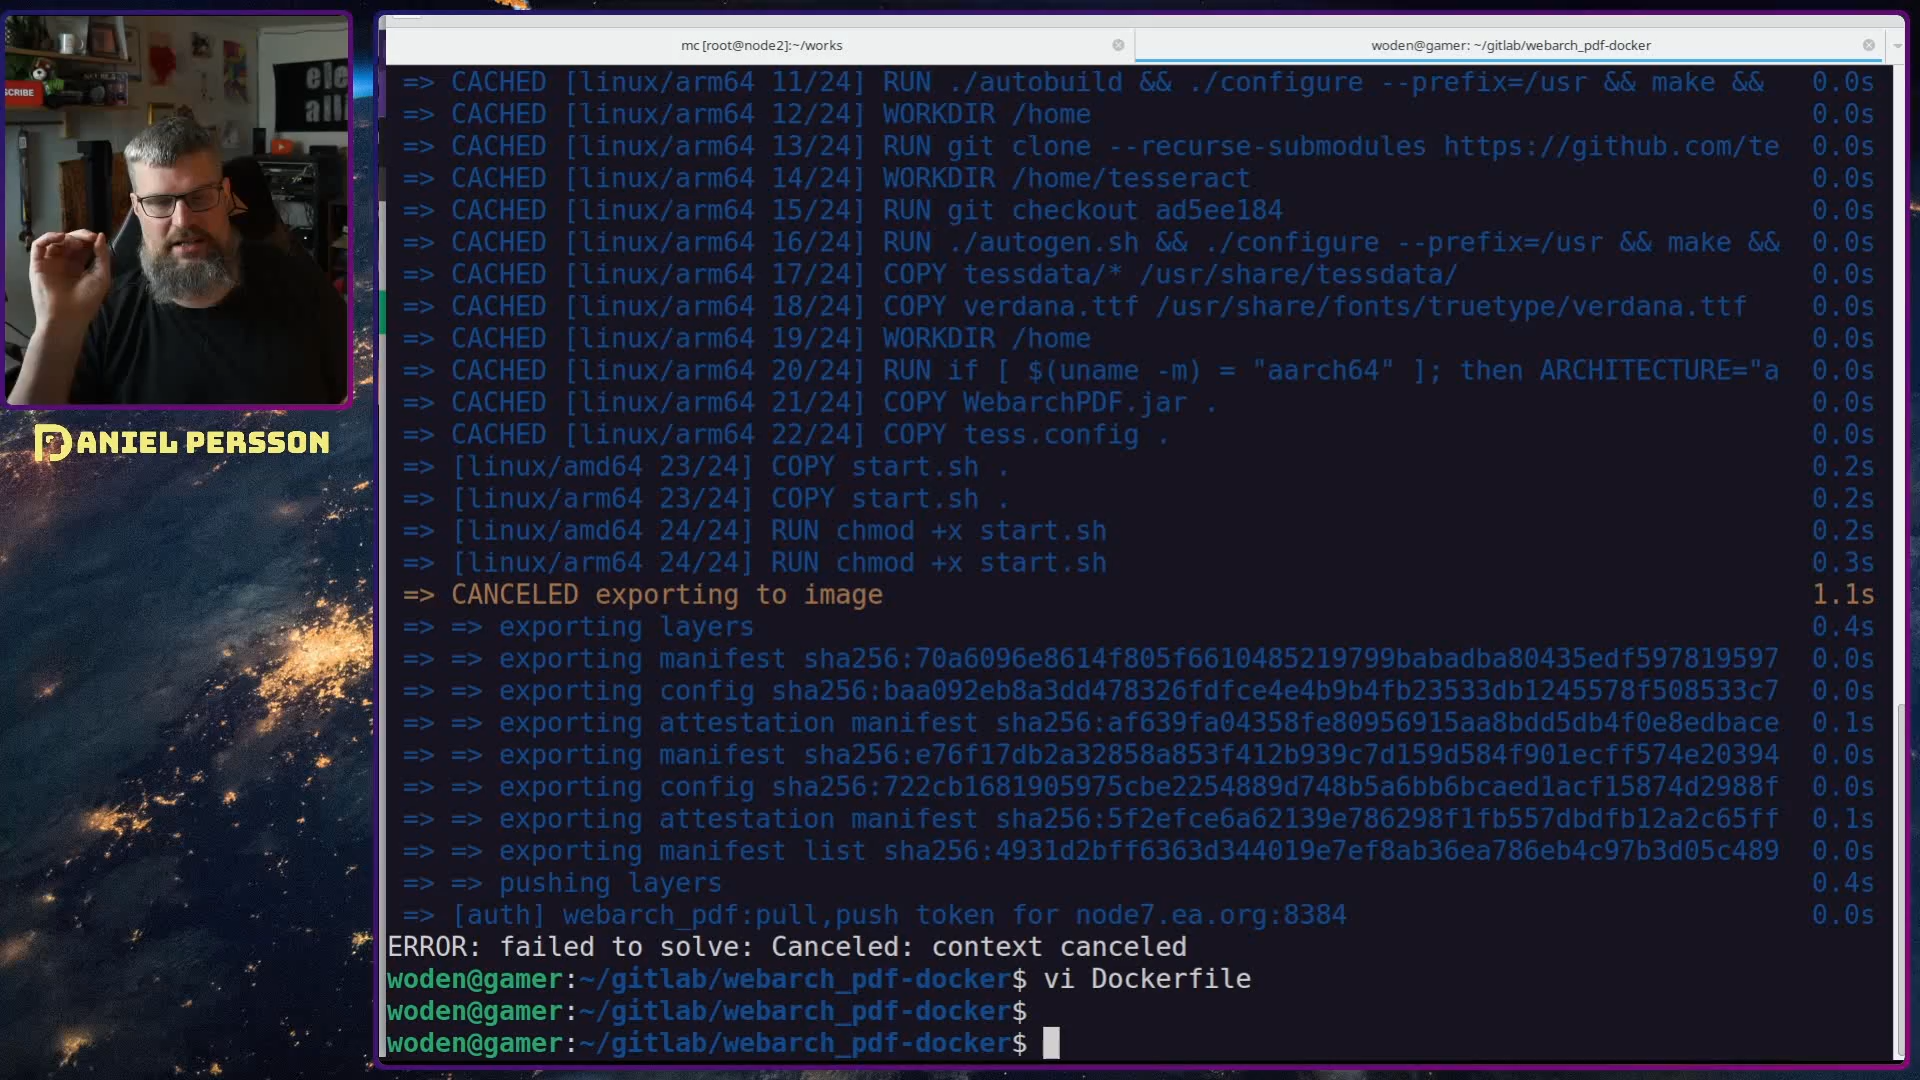 mc [root@node2]:~/works
woden@gamer: ~/gitlab/webarch_pdf-docker
=> CACHED [linux/arm64 11/24] RUN ./autobuild && ./configure --prefix=/usr && make && 0.0s
=> CACHED [linux/arm64 12/24] WORKDIR /home 0.0s
=> CACHED [linux/arm64 13/24] RUN git clone --recurse-submodules https://github.com/te 0.0s
=> CACHED [linux/arm64 14/24] WORKDIR /home/tesseract 0.0s
=> CACHED [linux/arm64 15/24] RUN git checkout ad5ee184 0.0s
=> CACHED [linux/arm64 16/24] RUN ./autogen.sh && ./configure --prefix=/usr && make && 0.0s
=> CACHED [linux/arm64 17/24] COPY tessdata/* /usr/share/tessdata/ 0.0s
=> CACHED [linux/arm64 18/24] COPY verdana.ttf /usr/share/fonts/truetype/verdana.ttf 0.0s
=> CACHED [linux/arm64 19/24] WORKDIR /home 0.0s
=> CACHED [linux/arm64 20/24] RUN if [ $(uname -m) = "aarch64" ]; then ARCHITECTURE="a 0.0s
=> CACHED [linux/arm64 21/24] COPY WebarchPDF.jar . 0.0s
=> CACHED [linux/arm64 22/24] COPY tess.config . 0.0s
=> [linux/amd64 23/24] COPY start.sh . 0.2s
=> [linux/arm64 23/24] COPY start.sh . 0.2s
=> [linux/amd64 24/24] RUN chmod +x start.sh 0.2s
=> [linux/arm64 24/24] RUN chmod +x start.sh 0.3s
=> CANCELED exporting to image 1.1s
=> => exporting layers 0.4s
=> => exporting manifest sha256:70a6096e8614f805f6610485219799babadba80435edf597819597 0.0s
=> => exporting config sha256:baa092eb8a3dd478326fdfce4e4b9b4fb23533db1245578f508533c7 0.0s
=> => exporting attestation manifest sha256:af639fa04358fe80956915aa8bdd5db4f0e8edbace 0.1s
=> => exporting manifest sha256:e76f17db2a32858a853f412b939c7d159d584f901ecff574e20394 0.0s
=> => exporting config sha256:722cb1681905975cbe2254889d748b5a6bb6bcaed1acf15874d2988f 0.0s
=> => exporting attestation manifest sha256:5f2efce6a62139e786298f1fb557dbdfb12a2c65ff 0.1s
=> => exporting manifest list sha256:4931d2bff6363d344019e7ef8ab36ea786eb4c97b3d05c489 0.0s
=> => pushing layers 0.4s
=> [auth] webarch_pdf:pull,push token for node7.ea.org:8384 0.0s
ERROR: failed to solve: Canceled: context canceled
woden@gamer:~/gitlab/webarch_pdf-docker$ vi Dockerfile
woden@gamer:~/gitlab/webarch_pdf-docker$
woden@gamer:~/gitlab/webarch_pdf-docker$
DANIEL PERSSON